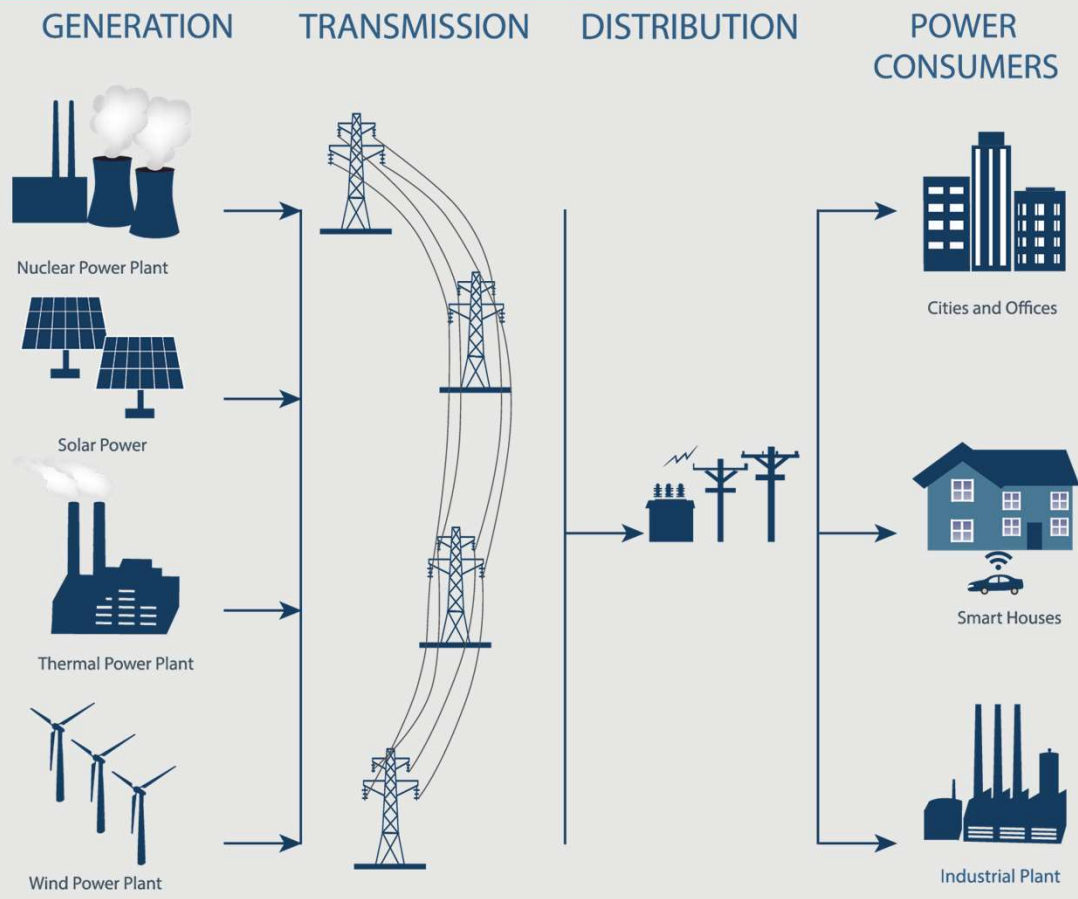 GENERATION
TRANSMISSION
DISTRIBUTION
POWER
CONSUMERS
Nuclear Power Plant
Solar Power
Thermal Power Plant
Wind Power Plant
Cities and Offices
Smart Houses
Industrial Plant